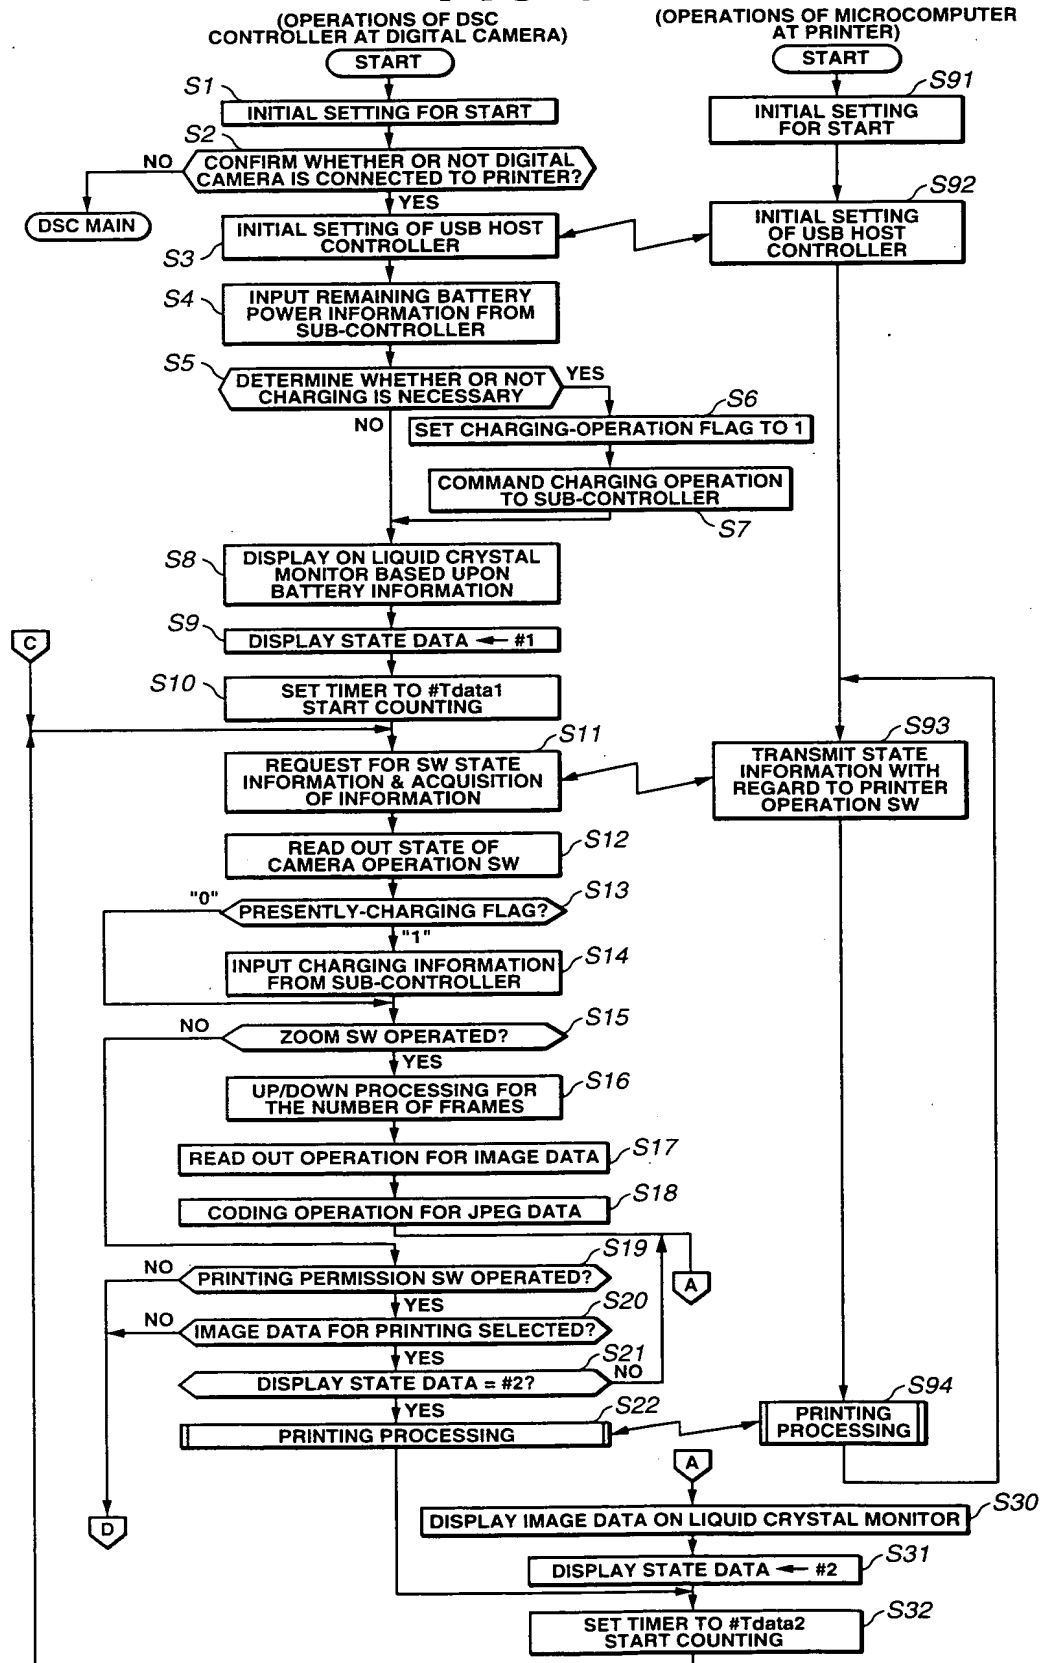 (OPERATIONS OF DSC
CONTROLLER AT DIGITAL CAMERA)
START
S1
INITIAL SETTING FOR START
S2
CONFIRM WHETHER OR NOT DIGITAL
CAMERA IS CONNECTED TO PRINTER?
NO
YES
DSC MAIN
S3
INITIAL SETTING OF USB HOST
CONTROLLER
S4
INPUT REMAINING BATTERY
POWER INFORMATION FROM
SUB-CONTROLLER
S5
DETERMINE WHETHER OR NOT
CHARGING IS NECESSARY
YES
NO
S6
SET CHARGING-OPERATION FLAG TO 1
COMMAND CHARGING OPERATION
TO SUB-CONTROLLER
S7
S8
DISPLAY ON LIQUID CRYSTAL
MONITOR BASED UPON
BATTERY INFORMATION
S9
DISPLAY STATE DATA ← #1
C
S10
SET TIMER TO #Tdata1
START COUNTING
S11
REQUEST FOR SW STATE
INFORMATION & ACQUISITION
OF INFORMATION
S12
READ OUT STATE OF
CAMERA OPERATION SW
S13
"0"
PRESENTLY-CHARGING FLAG?
"1"
S14
INPUT CHARGING INFORMATION
FROM SUB-CONTROLLER
S15
NO
ZOOM SW OPERATED?
YES
S16
UP/DOWN PROCESSING FOR
THE NUMBER OF FRAMES
S17
READ OUT OPERATION FOR IMAGE DATA
S18
CODING OPERATION FOR JPEG DATA
S19
NO
PRINTING PERMISSION SW OPERATED?
A
YES
S20
NO
IMAGE DATA FOR PRINTING SELECTED?
YES
S21
DISPLAY STATE DATA = #2?
NO
YES
S22
PRINTING PROCESSING
D
A
S30
DISPLAY IMAGE DATA ON LIQUID CRYSTAL MONITOR
S31
DISPLAY STATE DATA ← #2
S32
SET TIMER TO #Tdata2
START COUNTING
(OPERATIONS OF MICROCOMPUTER
AT PRINTER)
START
S91
INITIAL SETTING
FOR START
S92
INITIAL SETTING
OF USB HOST
CONTROLLER
S93
TRANSMIT STATE
INFORMATION WITH
REGARD TO PRINTER
OPERATION SW
S94
PRINTING
PROCESSING